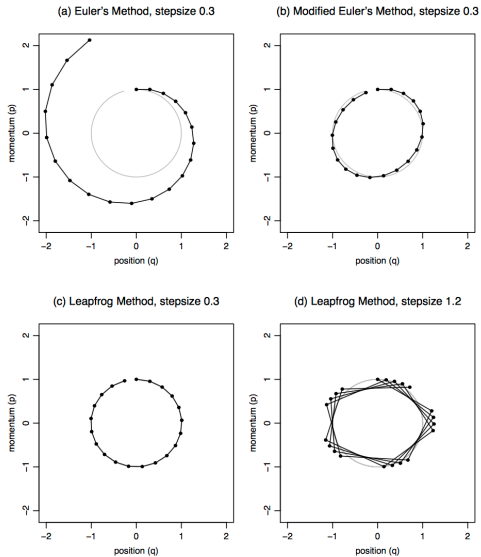 (a) Euler's Method, stepsize 0.3
(b) Modified Euler's Method, stepsize 0.3
momentum (p)
2
1
0
−1
−2
−2 −1 0 1 2
position (q)
momentum (p)
2
1
0
−1
−2
−2 −1 0 1 2
position (q)
(c) Leapfrog Method, stepsize 0.3
(d) Leapfrog Method, stepsize 1.2
momentum (p)
2
1
0
−1
−2
−2 −1 0 1 2
position (q)
momentum (p)
2
1
0
−1
−2
−2 −1 0 1 2
position (q)